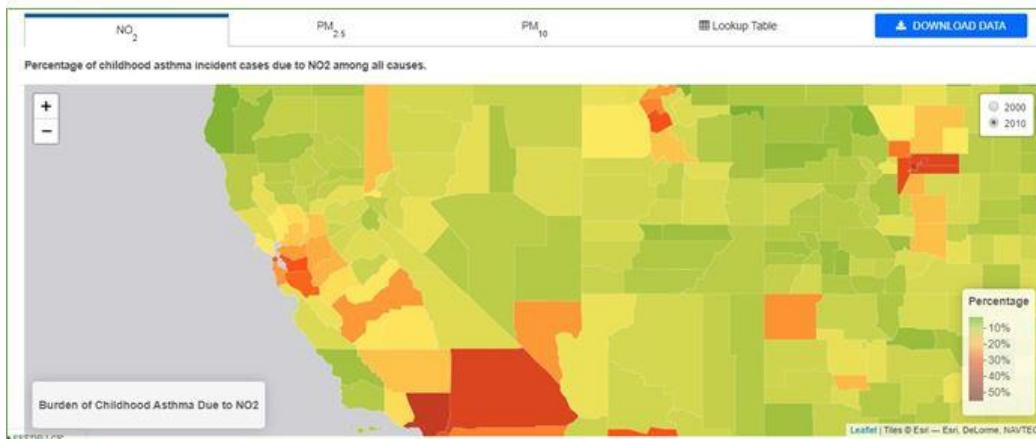 NO2
PM2.5
PM10
Lookup Table
DOWNLOAD DATA
Percentage of childhood asthma incident cases due to NO2 among all causes.
+
−
2000
2010
Percentage
10%
20%
30%
40%
50%
Burden of Childhood Asthma Due to NO2
Leaflet | Tiles © Esri — Esri, DeLorme, NAVTEQ